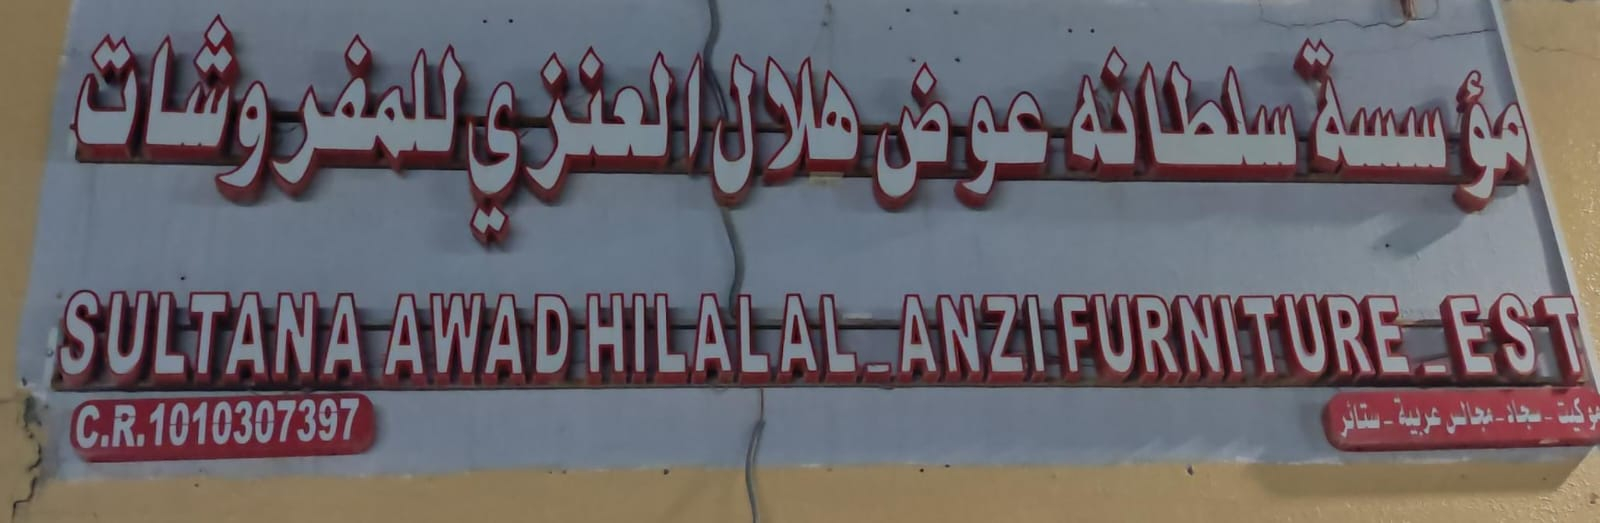 مؤسسة سلطانه عوض هلال العنزي للمفروشات
SULTANA AWAD HILAL AL_ANZI FURNITURE_EST
C.R.1010307397
موكيت - سجاد - مجالس عربية - ستائر